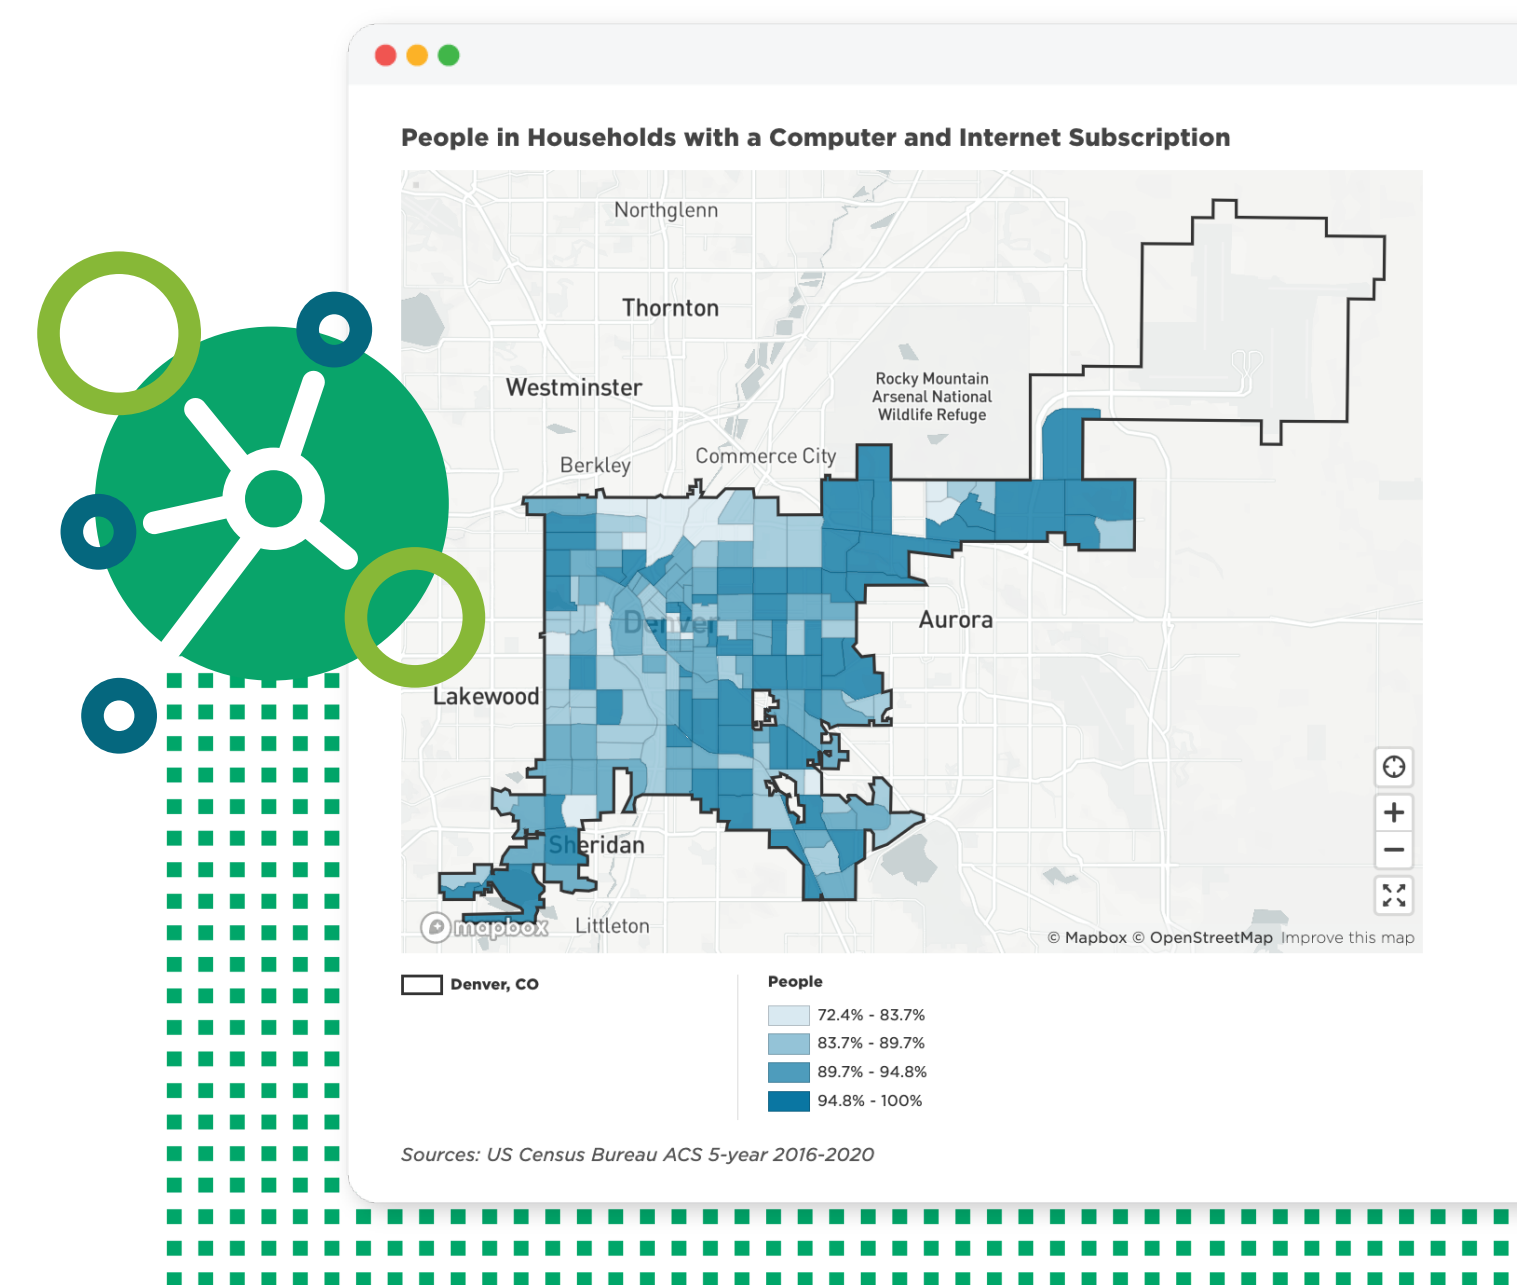 People in Households with a Computer and Internet Subscription
Northglenn
Thornton
Westminster
Rocky Mountain
Arsenal National
Wildlife Refuge
Commerce City
Berkley
Denver
Aurora
Lakewood
Sheridan
mapbox
Littleton
© Mapbox © OpenStreetMap Improve this map
Denver, CO
People
72.4% - 83.7%
83.7% - 89.7%
89.7% - 94.8%
94.8% - 100%
Sources: US Census Bureau ACS 5-year 2016-2020